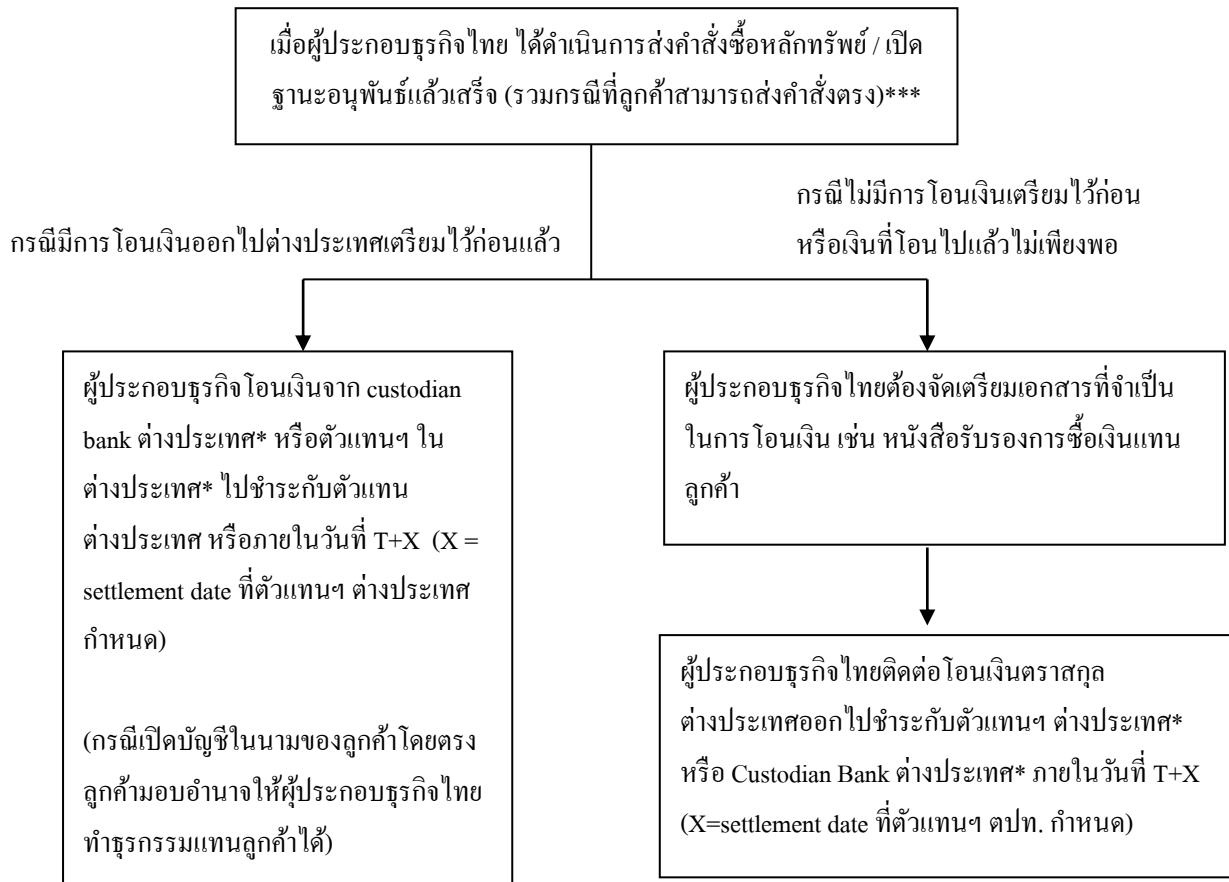 เมื่อผู้ประกอบธุรกิจไทย ได้ดำเนินการส่งคำสั่งซื้อหลักทรัพย์ / เปิด
ฐานะอนุพันธ์แล้วเสร็จ (รวมกรณีที่ลูกค้าสามารถส่งคำสั่งตรง)***
กรณีมีการโอนเงินออกไปต่างประเทศเตรียมไว้ก่อนแล้ว
กรณีไม่มีการโอนเงินเตรียมไว้ก่อน
หรือเงินที่โอนไปแล้วไม่เพียงพอ
ผู้ประกอบธุรกิจโอนเงินจาก custodian
bank ต่างประเทศ* หรือตัวแทนฯ ใน
ต่างประเทศ* ไปชำระกับตัวแทน
ต่างประเทศ หรือภายในวันที่ T+X (X =
settlement date ที่ตัวแทนฯ ต่างประเทศ
กำหนด)
(กรณีเปิดบัญชีในนามของลูกค้าโดยตรง
ลูกค้ามอบอำนาจให้ผุ้ประกอบธุรกิจไทย
ทำธุรกรรมแทนลูกค้าได้)
ผู้ประกอบธุรกิจไทยต้องจัดเตรียมเอกสารที่จำเป็น
ในการโอนเงิน เช่น หนังสือรับรองการซื้อเงินแทน
ลูกค้า
ผู้ประกอบธุรกิจไทยติดต่อโอนเงินตราสกุล
ต่างประเทศออกไปชำระกับตัวแทนฯ ต่างประเทศ*
หรือ Custodian Bank ต่างประเทศ* ภายในวันที่ T+X
(X=settlement date ที่ตัวแทนฯ ตปท. กำหนด)